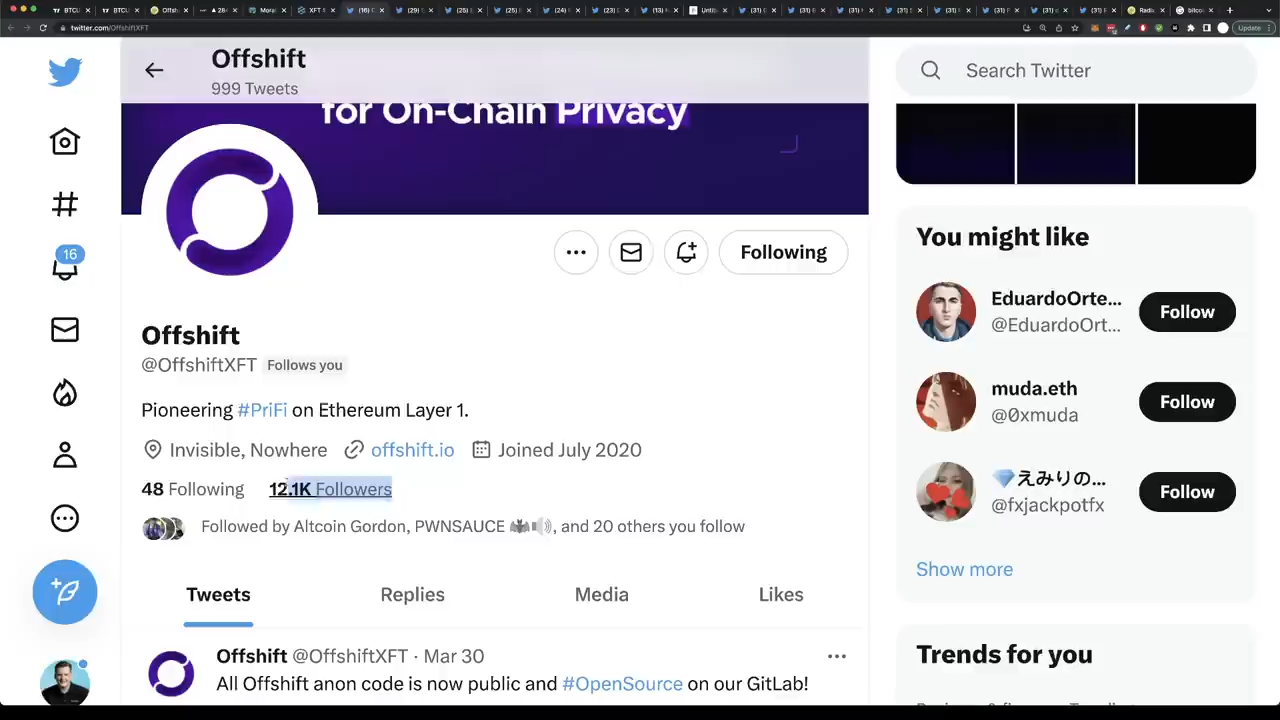 twitter.com/OffshiftXFT
Update
Offshift
999 Tweets
Search Twitter
for On-Chain Privacy
16
Following
Offshift
@OffshiftXFT Follows you
Pioneering #PriFi on Ethereum Layer 1.
Invisible, Nowhere offshift.io Joined July 2020
48 Following 12.1K Followers
Followed by Altcoin Gordon, PWNSAUCE 🦇🔊, and 20 others you follow
Tweets Replies Media Likes
Offshift @OffshiftXFT · Mar 30
All Offshift anon code is now public and #OpenSource on our GitLab!
You might like
EduardoOrte...
@EduardoOrt...
Follow
muda.eth
@0xmuda
Follow
💎えみりの...
@fxjackpotfx
Follow
Show more
Trends for you